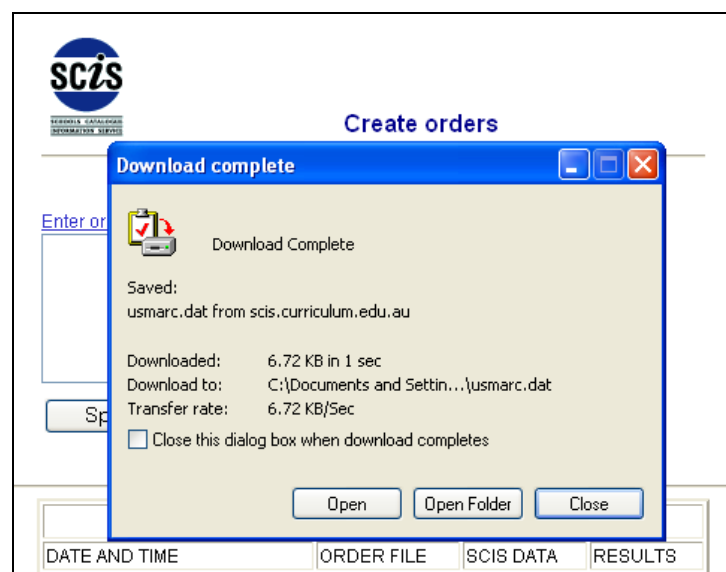 scis
SCHOOLS CATALOGUE
INFORMATION SERVICE
Create orders
Download complete
Enter or
Download Complete
Saved:
usmarc.dat from scis.curriculum.edu.au
Downloaded: 6.72 KB in 1 sec
Download to: C:\Documents and Settin...\usmarc.dat
Transfer rate: 6.72 KB/Sec
Sp
Close this dialog box when download completes
Open Open Folder Close
DATE AND TIME ORDER FILE SCIS DATA RESULTS